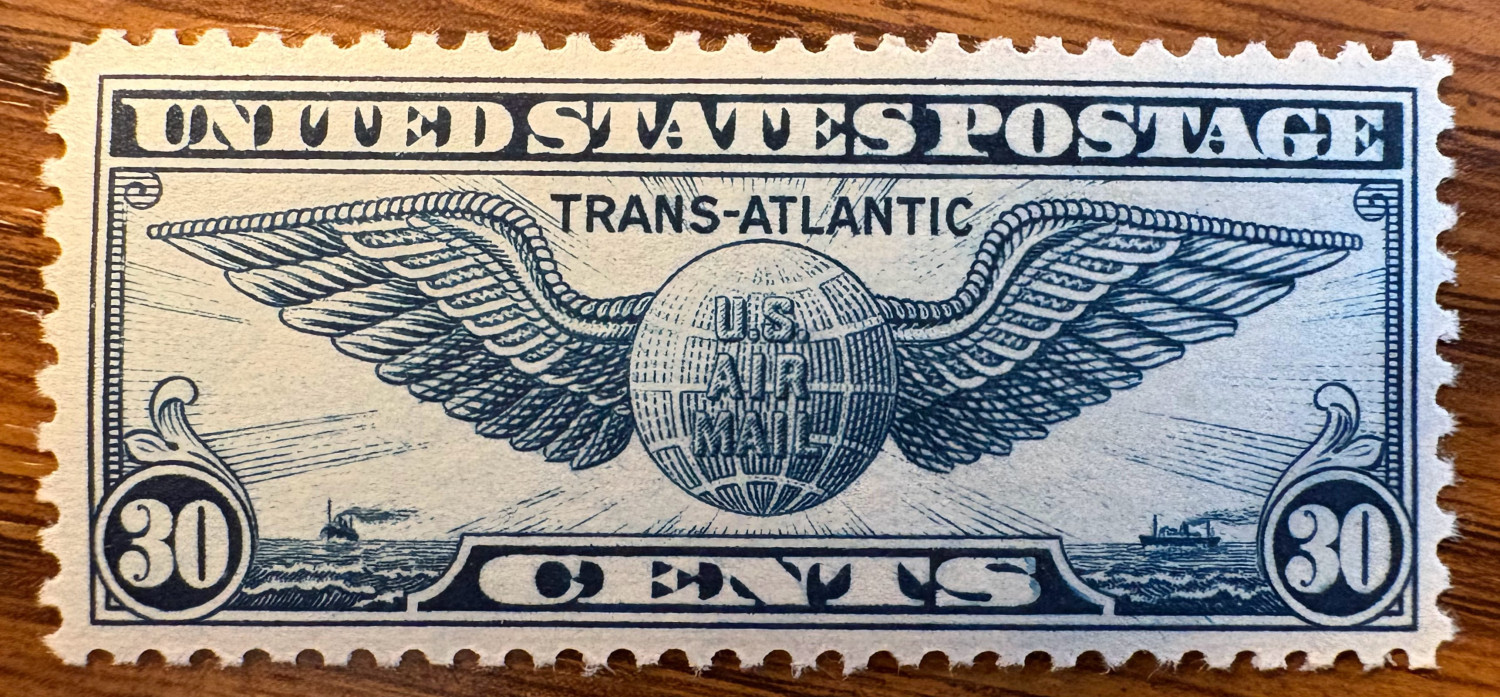 UNITED STATES POSTAGE
TRANS-ATLANTIC
U.S.
AIR
MAIL
30
CENTS
30